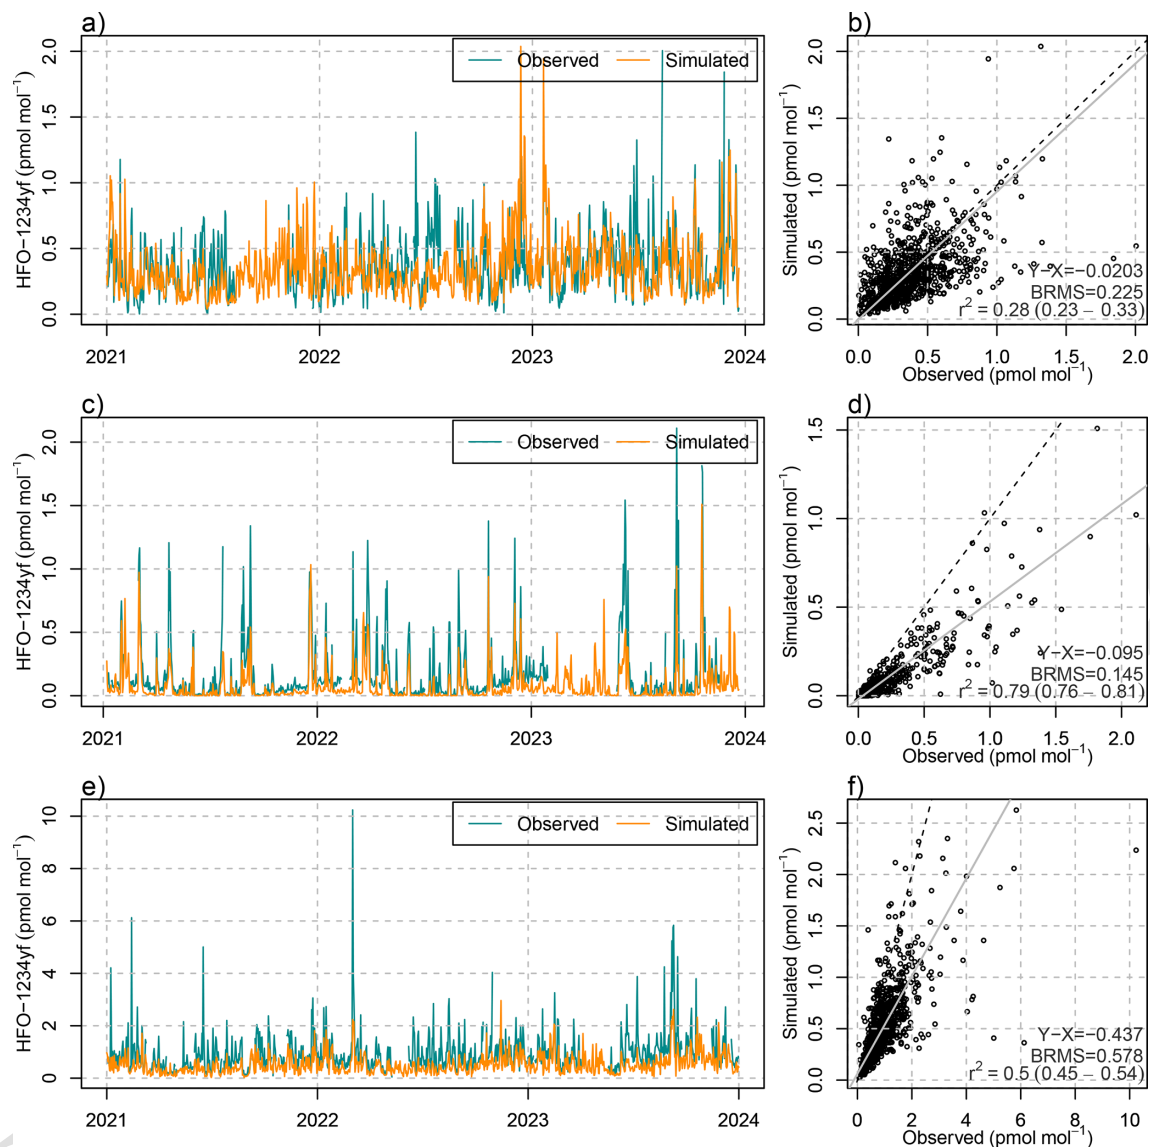 a)
HFO−1234yf (pmol mol−1)
0.0 0.5 1.0 1.5 2.0
Observed Simulated
2021 2022 2023 2024
b)
Simulated (pmol mol−1)
0.0 0.5 1.0 1.5 2.0
Y−X=−0.0203
BRMS=0.225
r2 = 0.28 (0.23 − 0.33)
0.0 0.5 1.0 1.5 2.0
Observed (pmol mol−1)
c)
HFO−1234yf (pmol mol−1)
0.0 0.5 1.0 1.5 2.0
Observed Simulated
2021 2022 2023 2024
d)
Simulated (pmol mol−1)
0.0 0.5 1.0 1.5
Y−X=−0.095
BRMS=0.145
r2 = 0.79 (0.76 − 0.81)
0.0 0.5 1.0 1.5 2.0
Observed (pmol mol−1)
e)
HFO−1234yf (pmol mol−1)
0 2 4 6 8 10
Observed Simulated
2021 2022 2023 2024
f)
Simulated (pmol mol−1)
0.0 0.5 1.0 1.5 2.0 2.5
Y−X=−0.437
BRMS=0.578
r2 = 0.5 (0.45 − 0.54)
0 2 4 6 8 10
Observed (pmol mol−1)